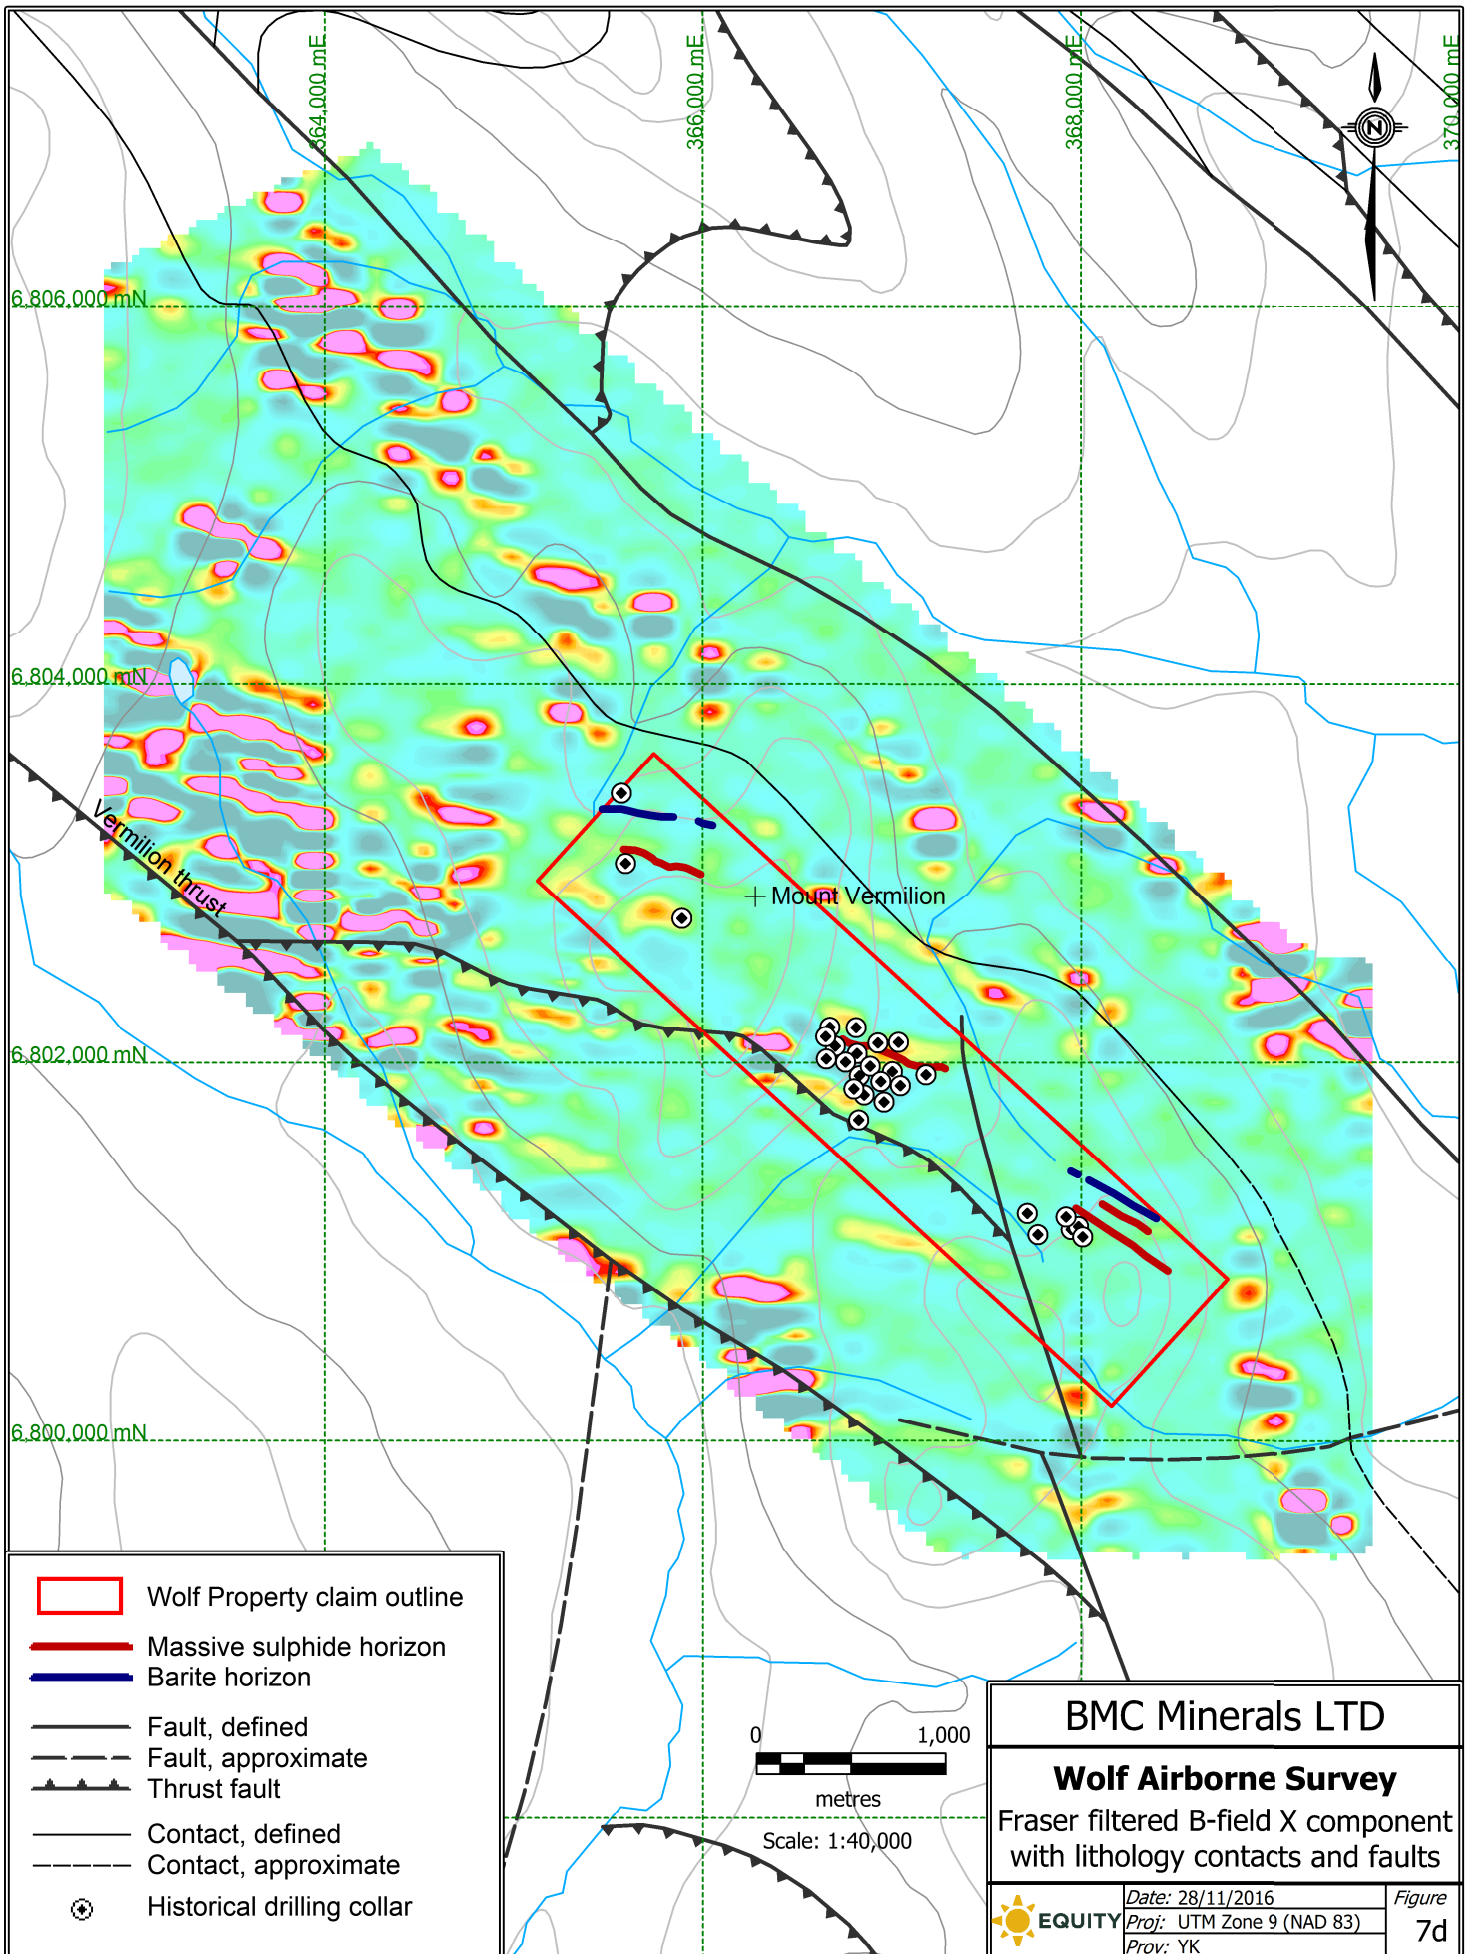 364,000 mE
366,000 mE
368,000 mE
370,000 mE
N
6,806,000 mN
6,804,000 mN
Vermilion thrust
Mount Vermilion
6,802,000 mN
6,800,000 mN
Wolf Property claim outline
Massive sulphide horizon
Barite horizon
Fault, defined
Fault, approximate
Thrust fault
Contact, defined
Contact, approximate
Historical drilling collar
0 1,000
metres
Scale: 1:40,000
BMC Minerals LTD
Wolf Airborne Survey
Fraser filtered B-field X component
with lithology contacts and faults
EQUITY
Date: 28/11/2016
Proj: UTM Zone 9 (NAD 83)
Prov: YK
Figure
7d